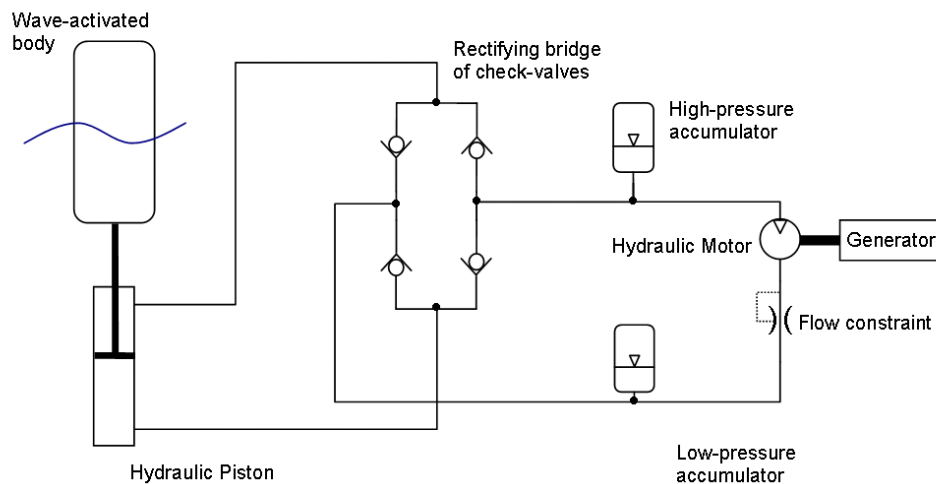 Wave-activated
body
Rectifying bridge
of check-valves
High-pressure
accumulator
Hydraulic Motor
Generator
Flow constraint
Low-pressure
accumulator
Hydraulic Piston